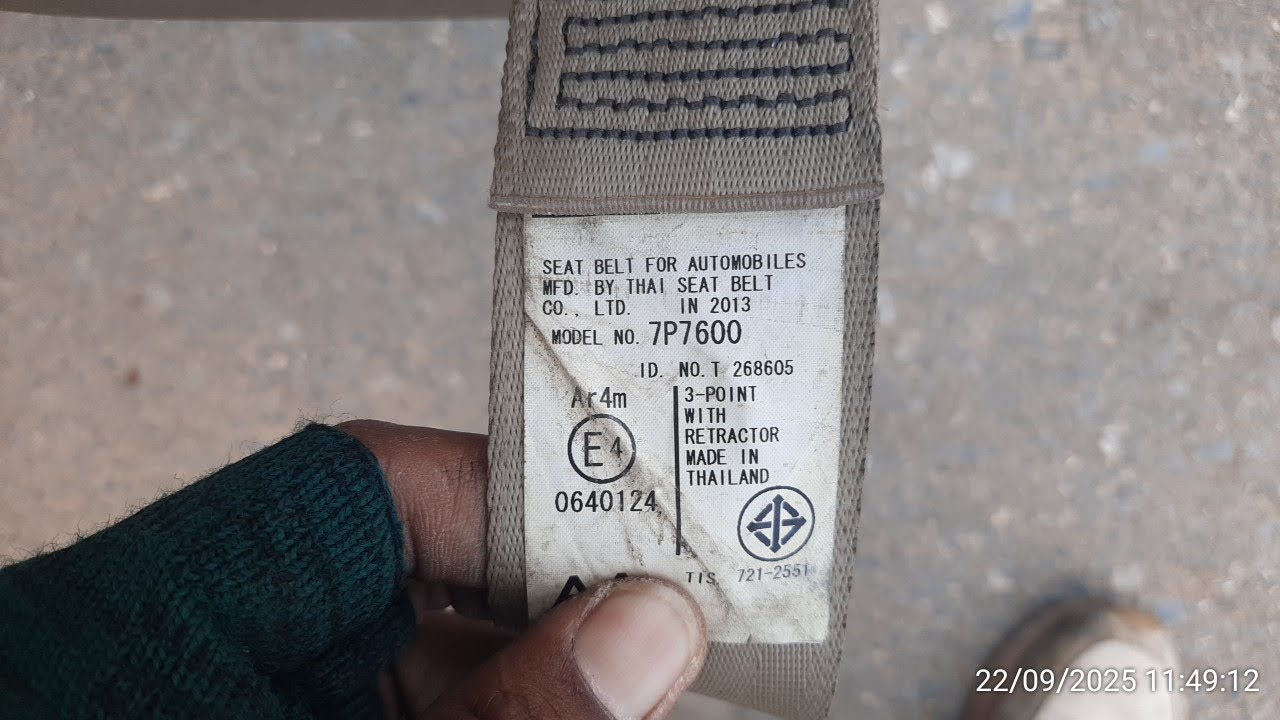 SEAT BELT FOR AUTOMOBILES
MFD. BY THAI SEAT BELT
CO., LTD. IN 2013
MODEL NO. 7P7600
ID. NO.T 268605
Ar4m
E4
0640124
3-POINT
WITH
RETRACTOR
MADE IN
THAILAND
TIS. 721-2551
22/09/2025 11:49:12